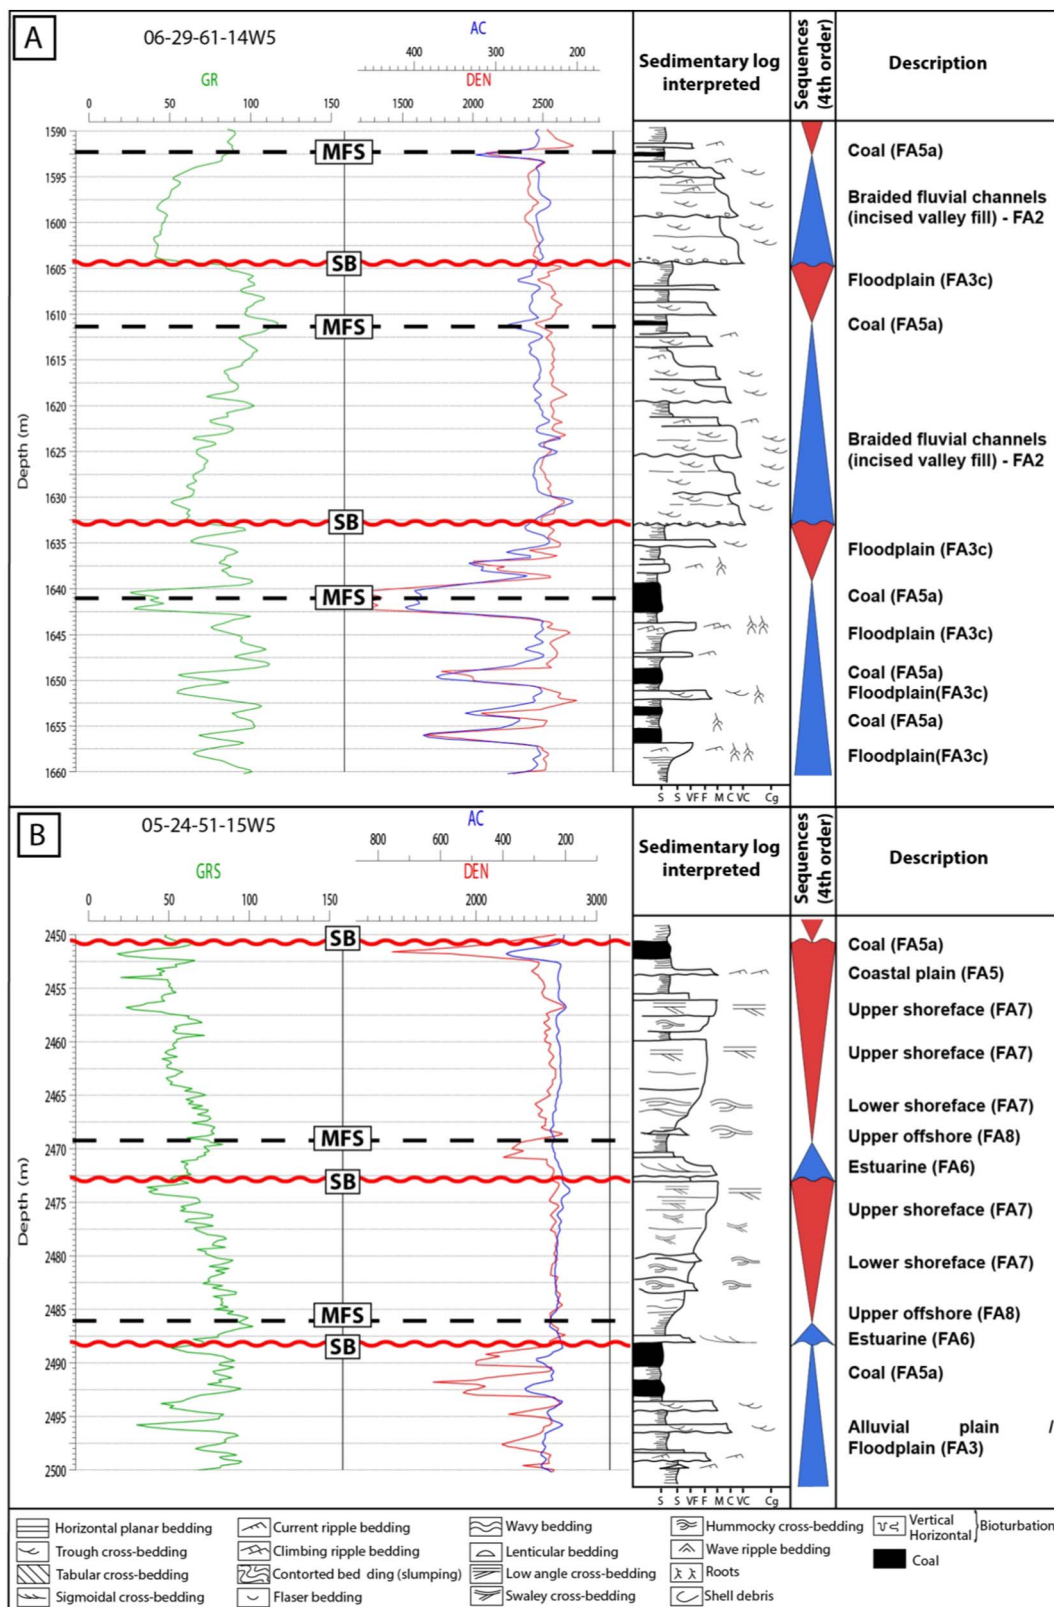 A
06-29-61-14W5
AC
400 300 200
GR
DEN
0 50 100 150 1500 2000 2500
Sedimentary log
interpreted
Sequences
(4th order)
Description
Depth (m)
1590
1595
1600
1605
1610
1615
1620
1625
1630
1635
1640
1645
1650
1655
1660
MFS
SB
MFS
SB
MFS
Coal (FA5a)
Braided fluvial channels
(incised valley fill) - FA2
Floodplain (FA3c)
Coal (FA5a)
Braided fluvial channels
(incised valley fill) - FA2
Floodplain (FA3c)
Coal (FA5a)
Floodplain (FA3c)
Coal (FA5a)
Floodplain(FA3c)
Coal (FA5a)
Floodplain(FA3c)
S S VF F M C VC Cg
B
05-24-51-15W5
AC
800 600 400 200
GRS
DEN
0 50 100 150 2000 3000
Sedimentary log
interpreted
Sequences
(4th order)
Description
Depth (m)
2450
2455
2460
2465
2470
2475
2480
2485
2490
2495
2500
SB
MFS
SB
MFS
SB
Coal (FA5a)
Coastal plain (FA5)
Upper shoreface (FA7)
Upper shoreface (FA7)
Lower shoreface (FA7)
Upper offshore (FA8)
Estuarine (FA6)
Upper shoreface (FA7)
Lower shoreface (FA7)
Upper offshore (FA8)
Estuarine (FA6)
Coal (FA5a)
Alluvial plain /
Floodplain (FA3)
S S VF F M C VC Cg
Horizontal planar bedding
Trough cross-bedding
Tabular cross-bedding
Sigmoidal cross-bedding
Current ripple bedding
Climbing ripple bedding
Contorted bed ding (slumping)
Flaser bedding
Wavy bedding
Lenticular bedding
Low angle cross-bedding
Swaley cross-bedding
Hummocky cross-bedding
Wave ripple bedding
Roots
Shell debris
Vertical
Horizontal
Bioturbation
Coal